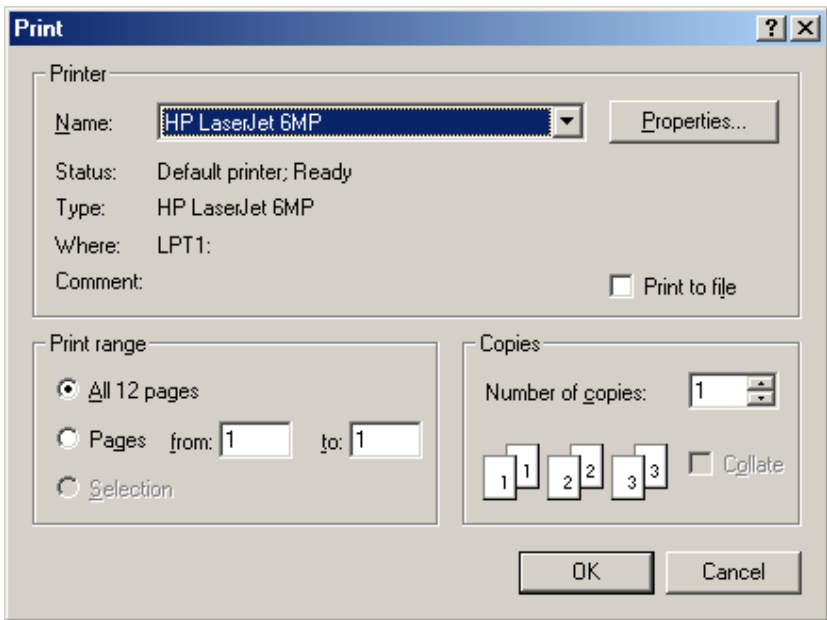 Print
Printer
Name: HP LaserJet 6MP Properties...
Status: Default printer; Ready
Type: HP LaserJet 6MP
Where: LPT1:
Comment: Print to file
Print range
All 12 pages
Pages from: 1 to: 1
Selection
Copies
Number of copies: 1
1 1 2 2 3 3 Collate
OK Cancel